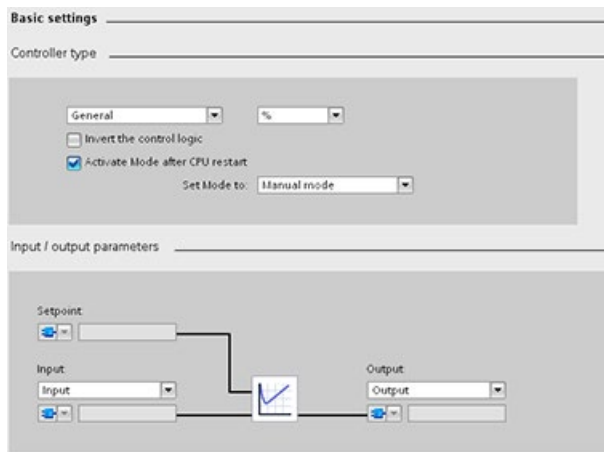 Basic settings
Controller type
General
%
Invert the control logic
Activate Mode after CPU restart
Set Mode to:
Manual mode
Input / output parameters
Setpoint:
Input:
Output:
Input
Output